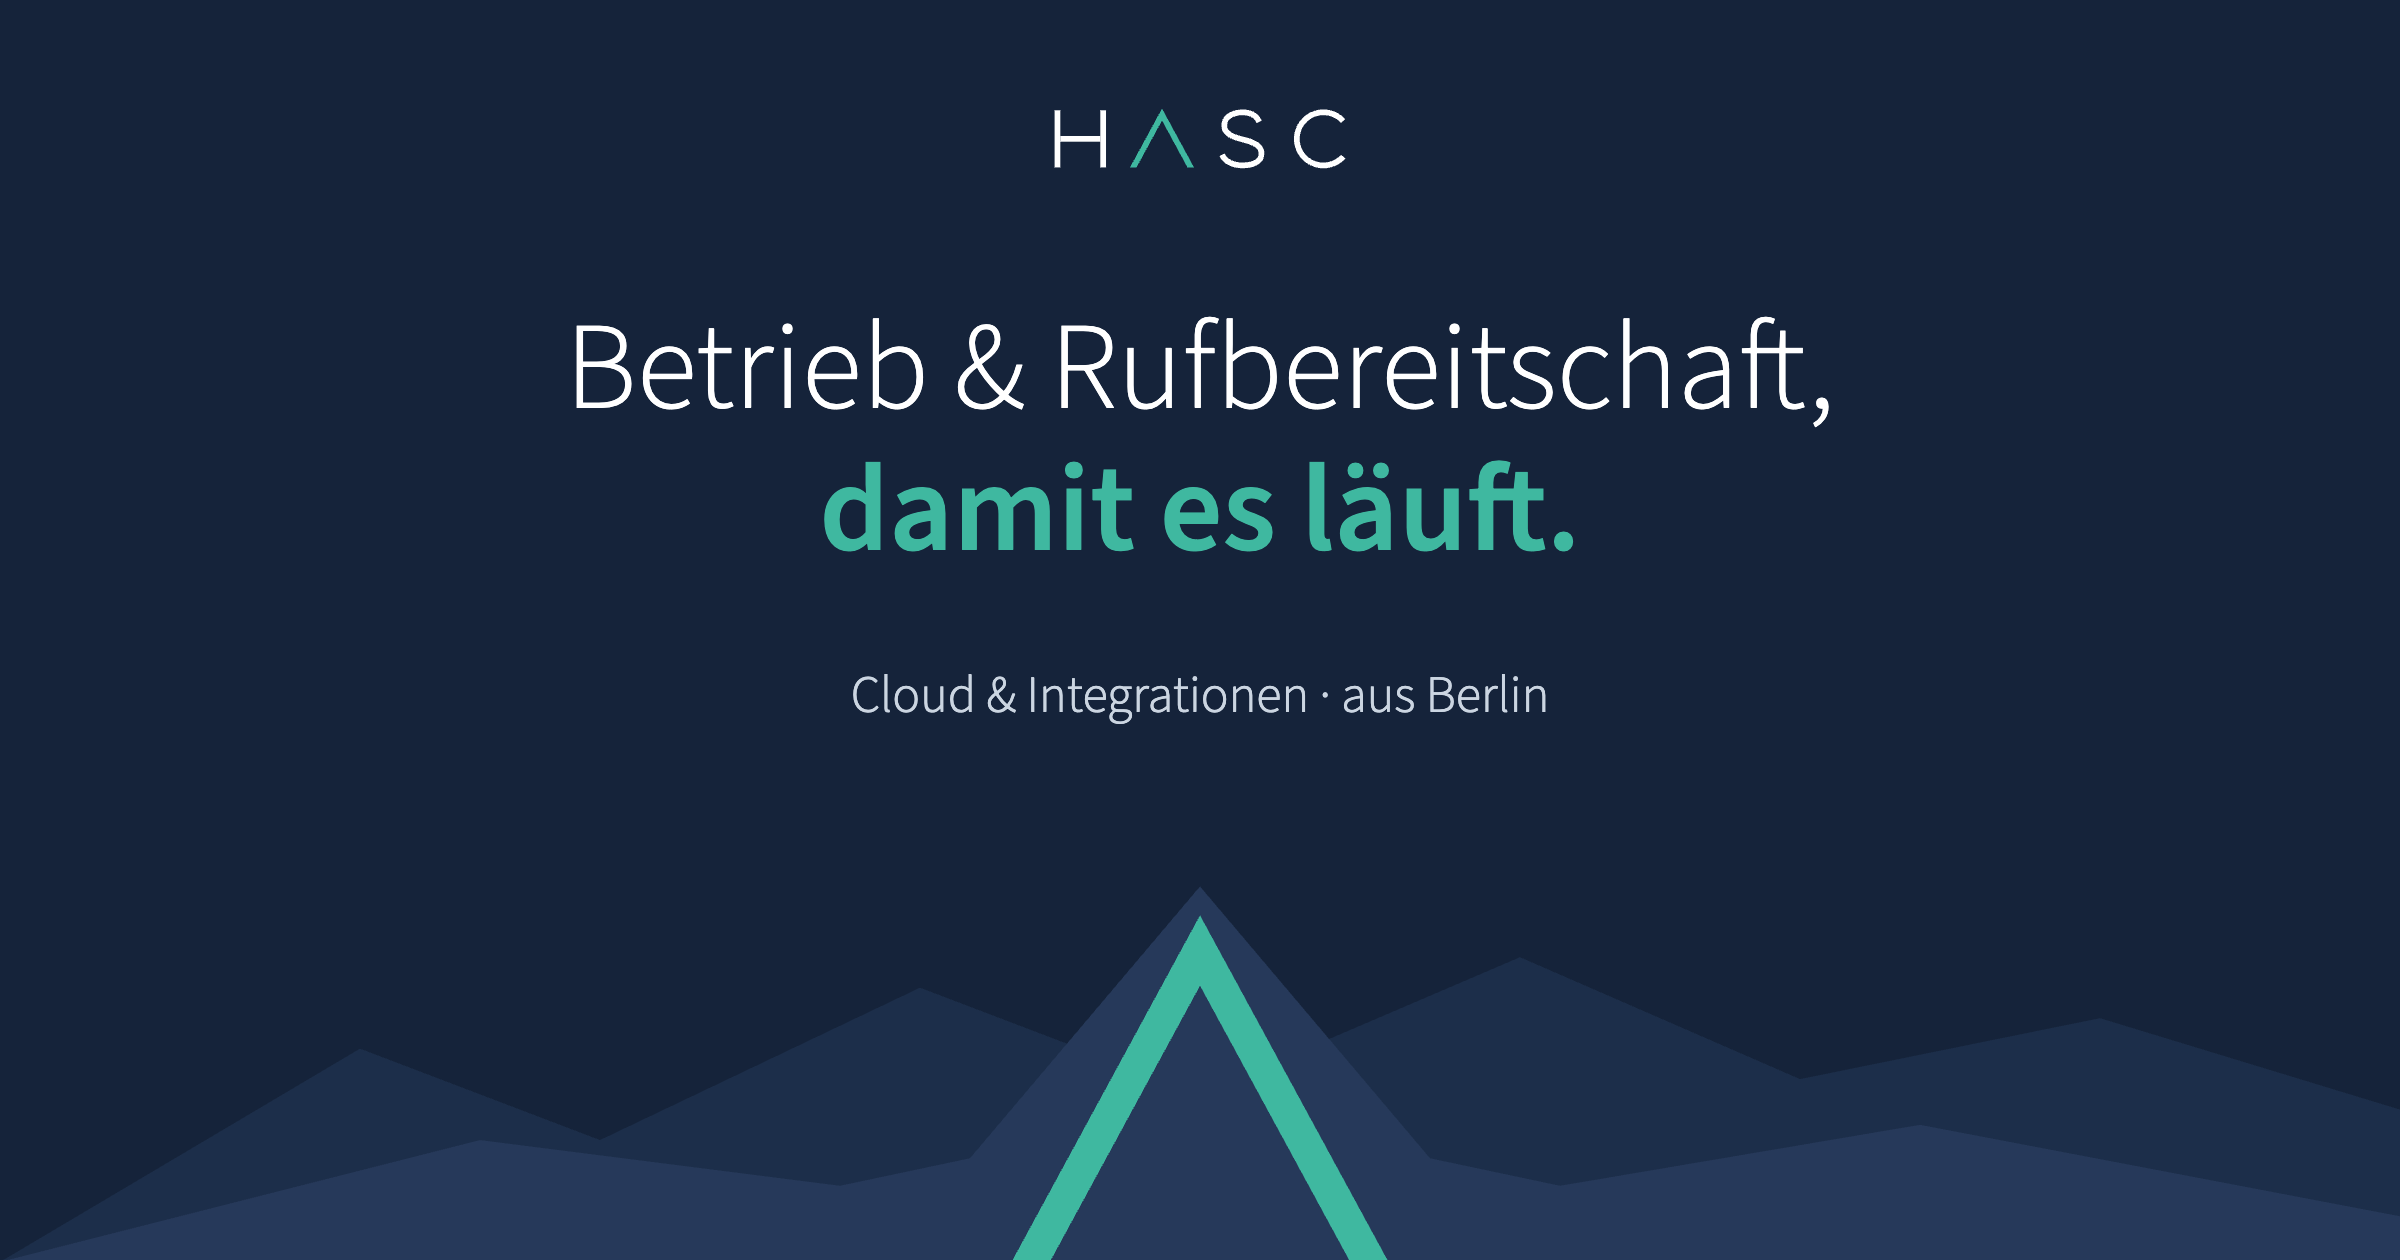 HASC
Betrieb & Rufbereitschaft,
damit es läuft.
Cloud & Integrationen · aus Berlin